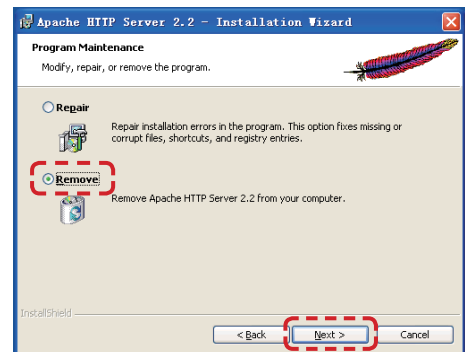 Apache HTTP Server 2.2 - Installation Wizard
Program Maintenance
Modify, repair, or remove the program.
Repair
Repair installation errors in the program. This option fixes missing or
corrupt files, shortcuts, and registry entries.
Remove
Remove Apache HTTP Server 2.2 from your computer.
InstallShield
< Back Next > Cancel